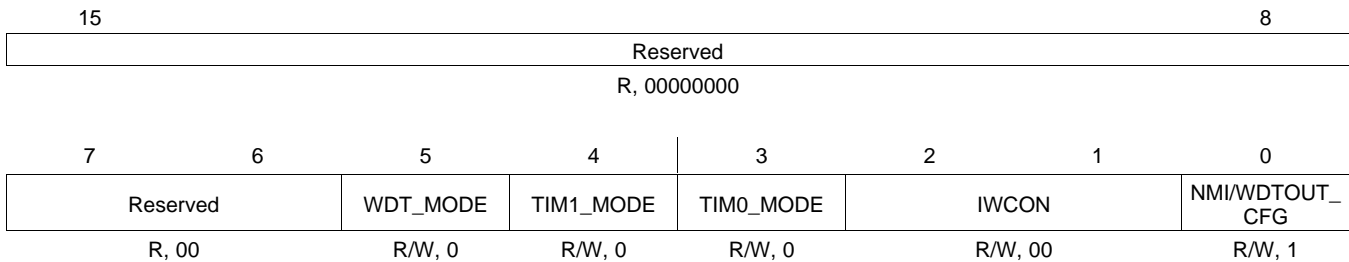 15 8
Reserved
R, 00000000
7 6 5 4 3 2 1 0
Reserved WDT_MODE TIM1_MODE TIM0_MODE IWCON NMI/WDTOUT_
CFG
R, 00 R/W, 0 R/W, 0 R/W, 0 R/W, 00 R/W, 1